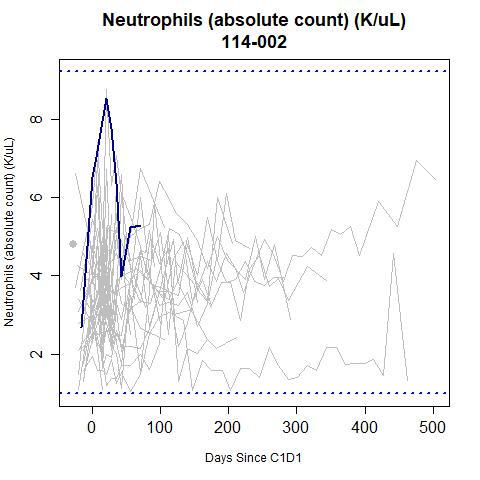 Neutrophils (absolute count) (K/uL)
114-002
Neutrophils (absolute count) (K/uL)
8
6
4
2
0 100 200 300 400 500
Days Since C1D1